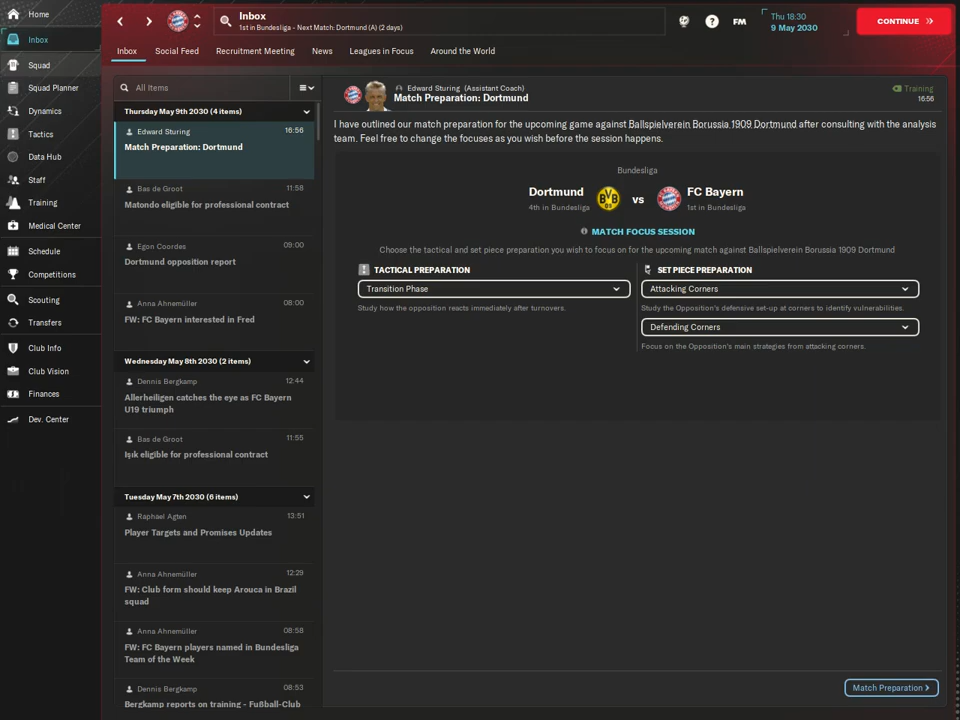 Home
Inbox
Squad
Squad Planner
Dynamics
Tactics
Data Hub
Staff
Training
Medical Center
Schedule
Competitions
Scouting
Transfers
Club Info
Club Vision
Finances
Dev. Center
Inbox
1st in Bundesliga - Next Match: Dortmund (A) (2 days)
?
FM
Thu 18:30
9 May 2030
CONTINUE
Inbox
Social Feed
Recruitment Meeting
News
Leagues in Focus
Around the World
All Items
Thursday May 9th 2030 (4 items)
Edward Sturing 16:56
Match Preparation: Dortmund
Bas de Groot 11:58
Matondo eligible for professional contract
Egon Coordes 09:00
Dortmund opposition report
Anna Ahnemüller 08:00
FW: FC Bayern interested in Fred
Wednesday May 8th 2030 (2 items)
Dennis Bergkamp 12:44
Allerheiligen catches the eye as FC Bayern
U19 triumph
Bas de Groot 11:55
Işık eligible for professional contract
Tuesday May 7th 2030 (6 items)
Raphael Agten 13:51
Player Targets and Promises Updates
Anna Ahnemüller 12:29
FW: Club form should keep Arouca in Brazil
squad
Anna Ahnemüller 08:58
FW: FC Bayern players named in Bundesliga
Team of the Week
Dennis Bergkamp 08:53
Bergkamp reports on training - Fußball-Club
Edward Sturing (Assistant Coach)
Match Preparation: Dortmund
Training
16:56
I have outlined our match preparation for the upcoming game against Ballspielverein Borussia 1909 Dortmund after consulting with the analysis
team. Feel free to change the focuses as you wish before the session happens.
Bundesliga
Dortmund
4th in Bundesliga
BVB
09
vs
FC Bayern
1st in Bundesliga
MATCH FOCUS SESSION
Choose the tactical and set piece preparation you wish to focus on for the upcoming match against Ballspielverein Borussia 1909 Dortmund
TACTICAL PREPARATION
Transition Phase
Study how the opposition reacts immediately after turnovers.
SET PIECE PREPARATION
Attacking Corners
Study the Opposition's defensive set-up at corners to identify vulnerabilities.
Defending Corners
Focus on the Opposition's main strategies from attacking corners.
Match Preparation